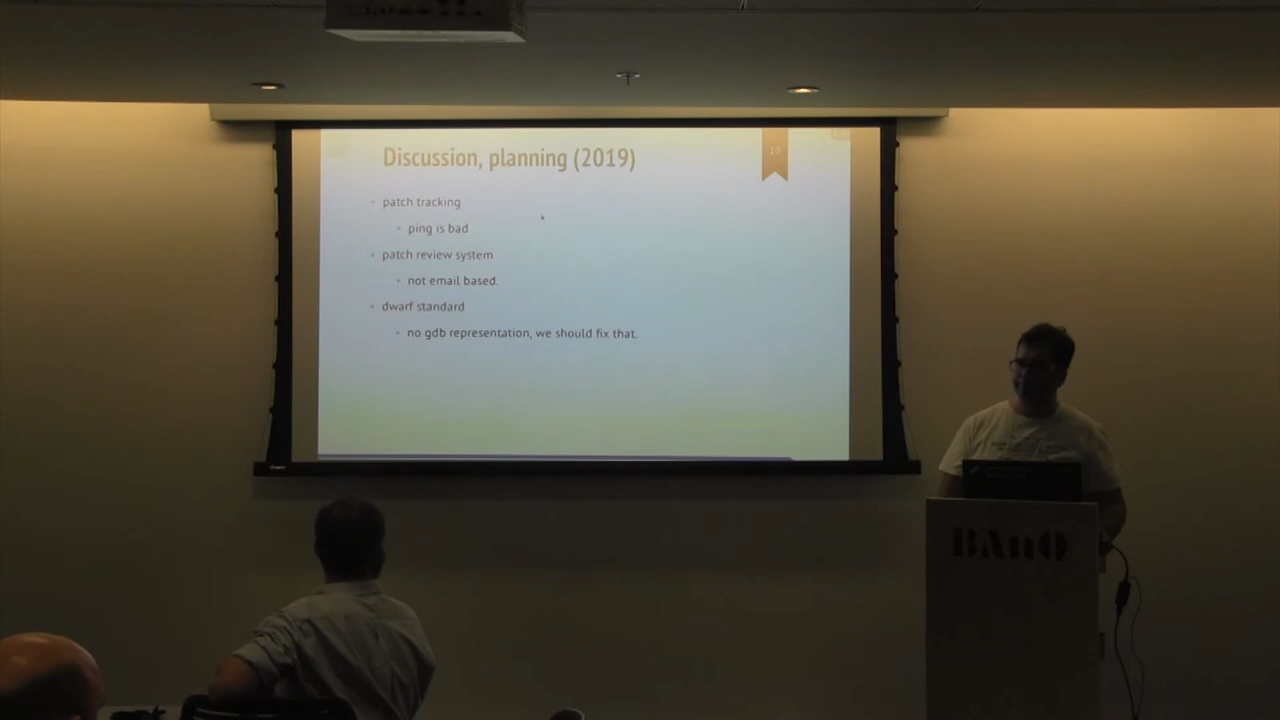 Discussion, planning (2019)
10
patch tracking
ping is bad
patch review system
not email based.
dwarf standard
no gdb representation, we should fix that.
BAnQ